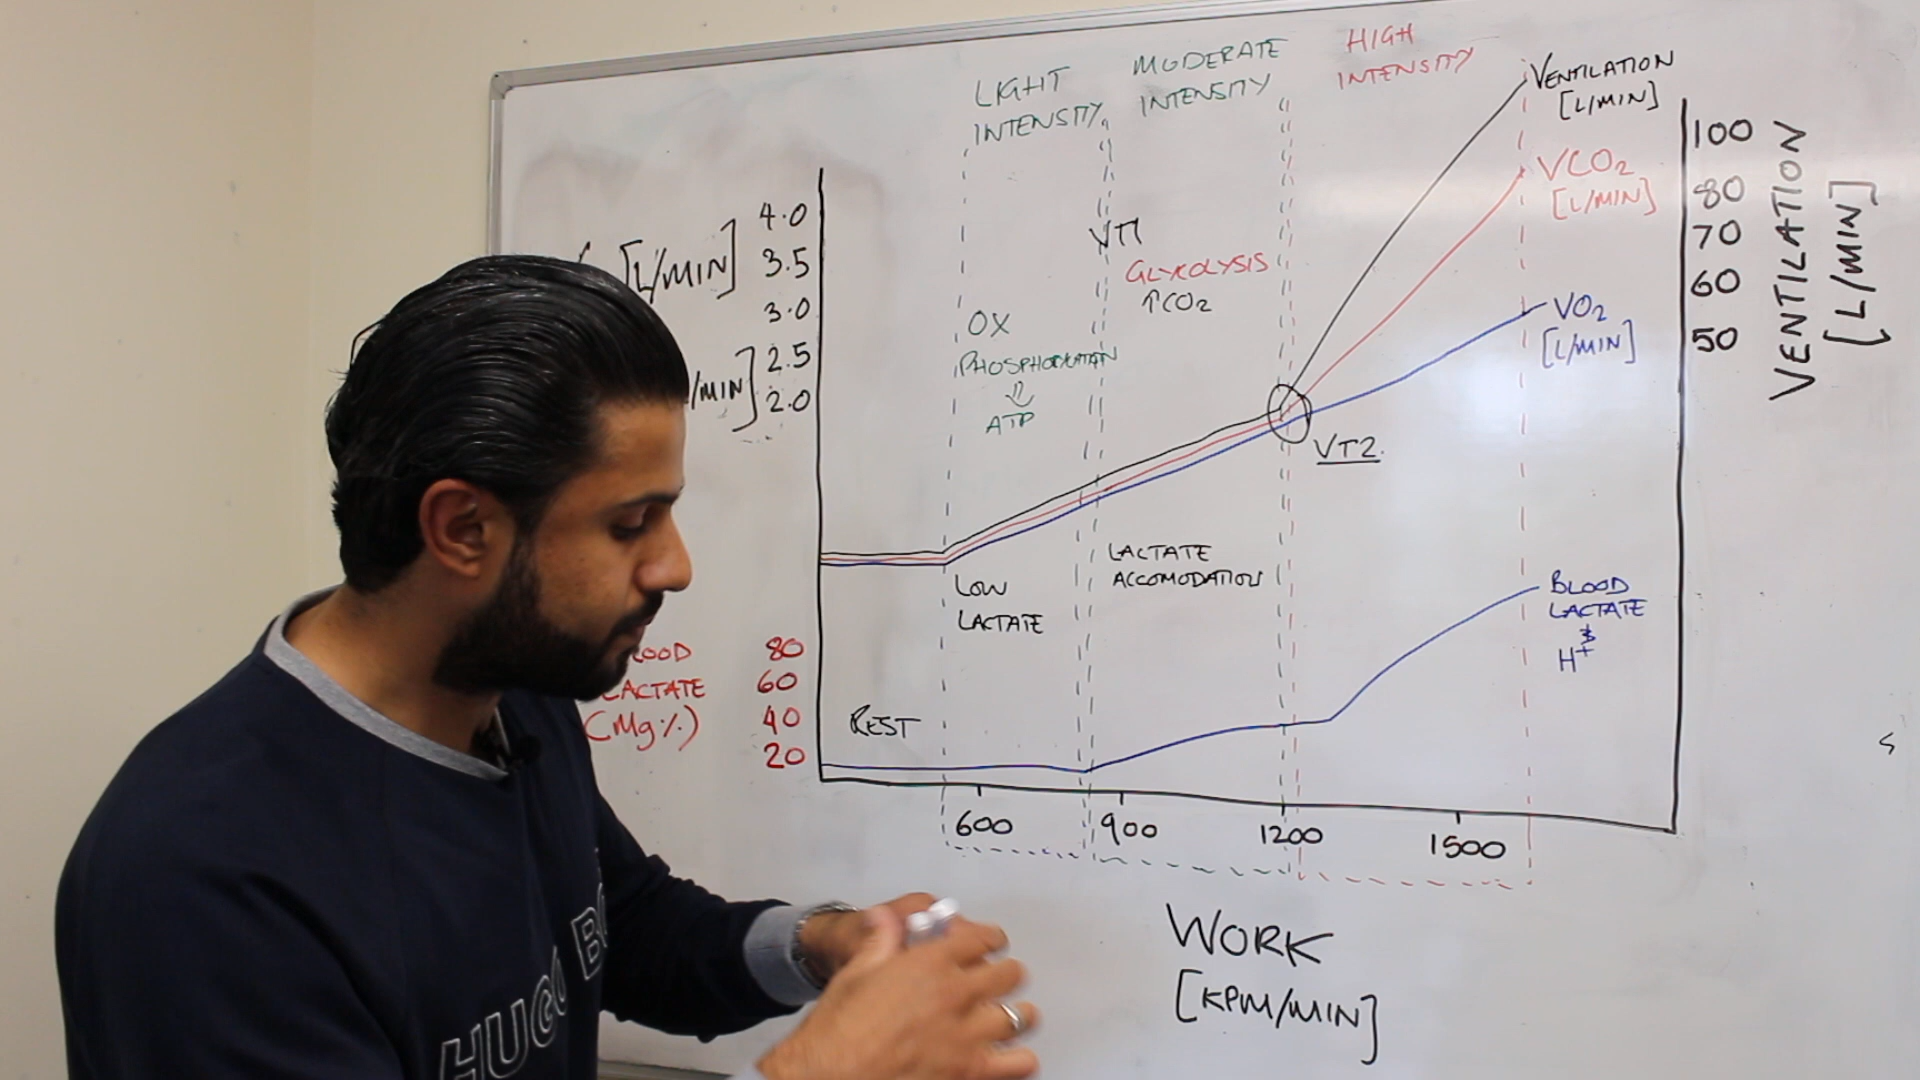 LIGHT
INTENSITY
MODERATE
INTENSITY
HIGH
INTENSITY
VENTILATION
[L/MIN]
VCO2
[L/MIN]
VO2
[L/MIN]
100
80
70
60
50
VENTILATION
[L/MIN]
[L/MIN]
4.0
3.5
3.0
2.5
2.0
/MIN]
VT1
GLYCOLYSIS
↑CO2
OX
PHOSPHORYLATION
⇓
ATP
VT2.
LOW
LACTATE
LACTATE
ACCOMODATION
BLOOD
LACTATE
&
H+
LOOD
LACTATE
(Mg%)
80
60
40
20
REST
600
900
1200
1500
WORK
[KPM/MIN]
HUGO B